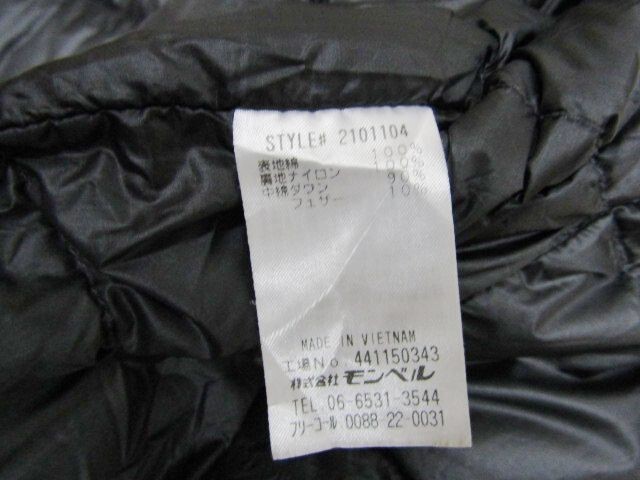 STYLE# 2101104
表地綿 100%
裏地ナイロン 100%
中綿ダウン 90%
フェザー 10%
MADE IN VIETNAM
工場No. 441150343
株式会社 モンベル
TEL.06-6531-3544
フリーコール 0088-22-0031